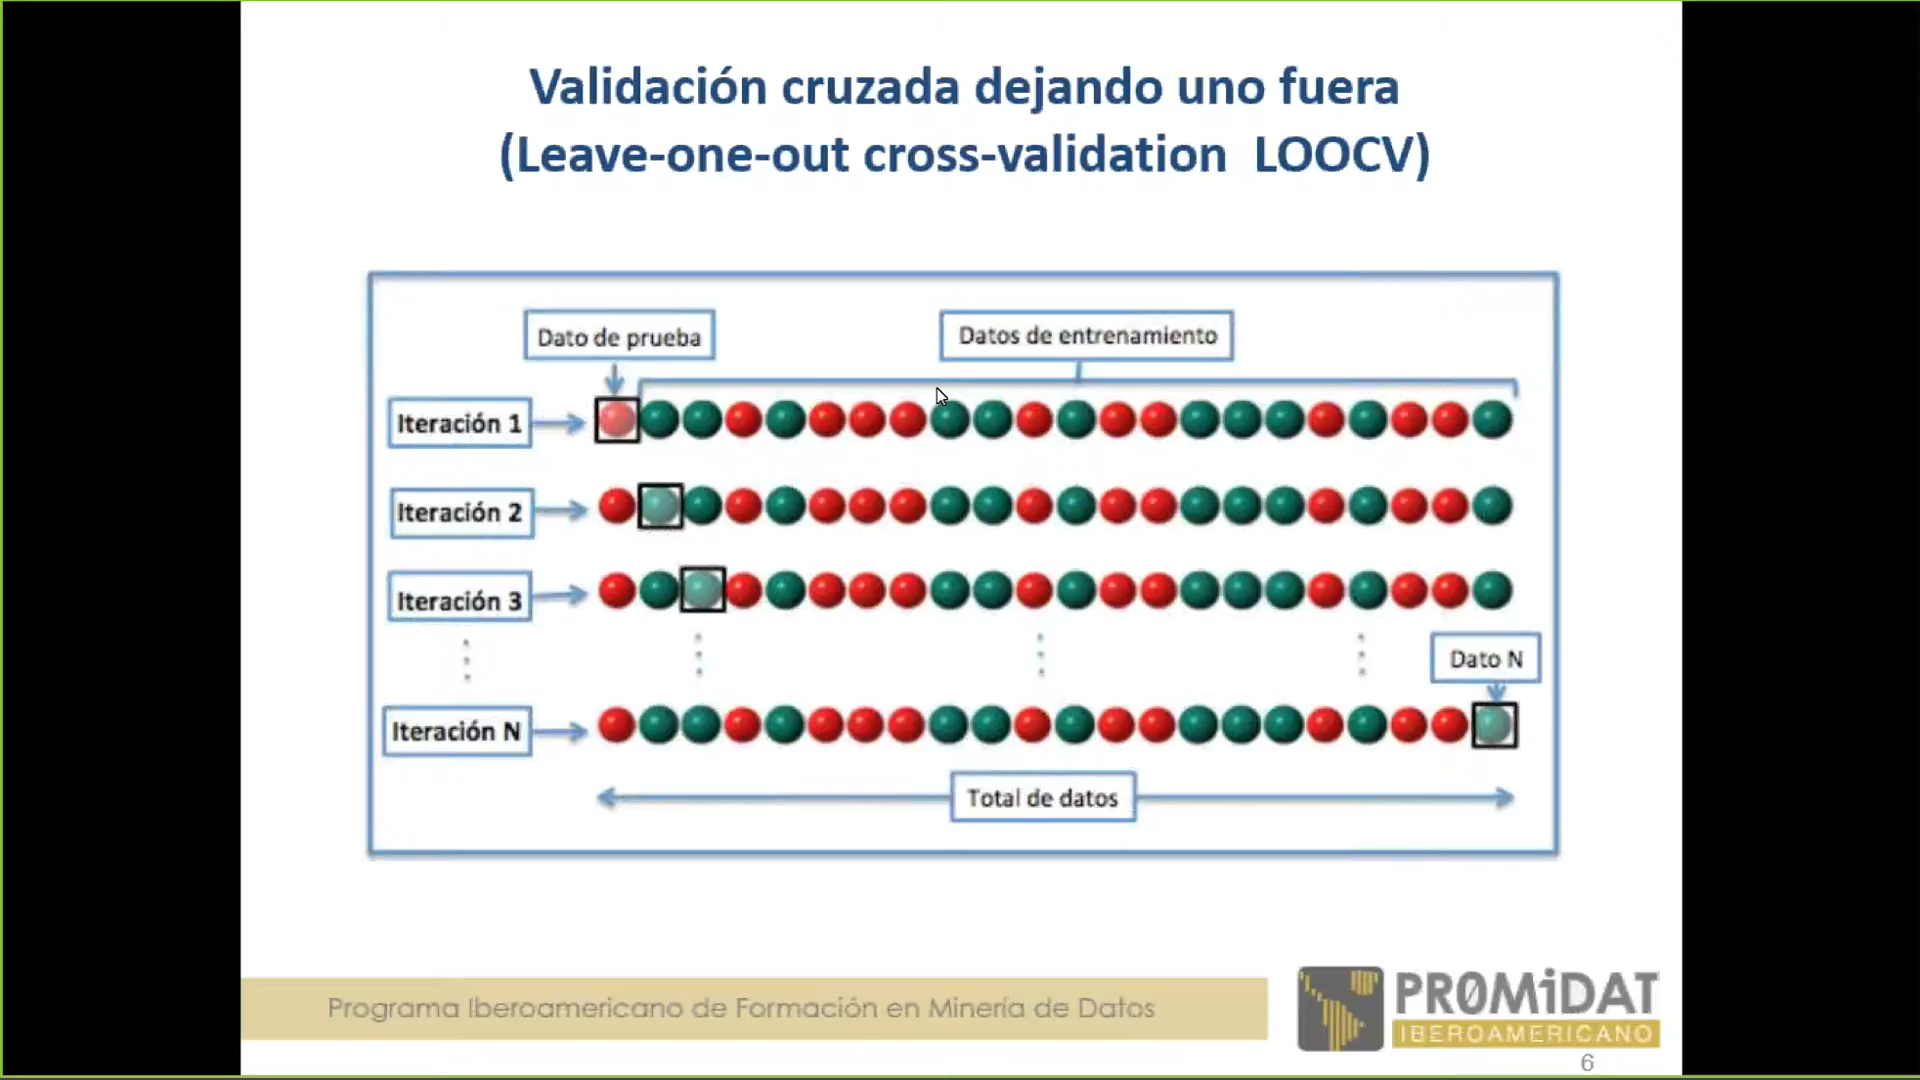 Validación cruzada dejando uno fuera
(Leave-one-out cross-validation LOOCV)
Dato de prueba
Datos de entrenamiento
Iteración 1
Iteración 2
Iteración 3
Dato N
Iteración N
Total de datos
Programa Iberoamericano de Formación en Minería de Datos
PR0MiDAT
IBEROAMERICANO
6